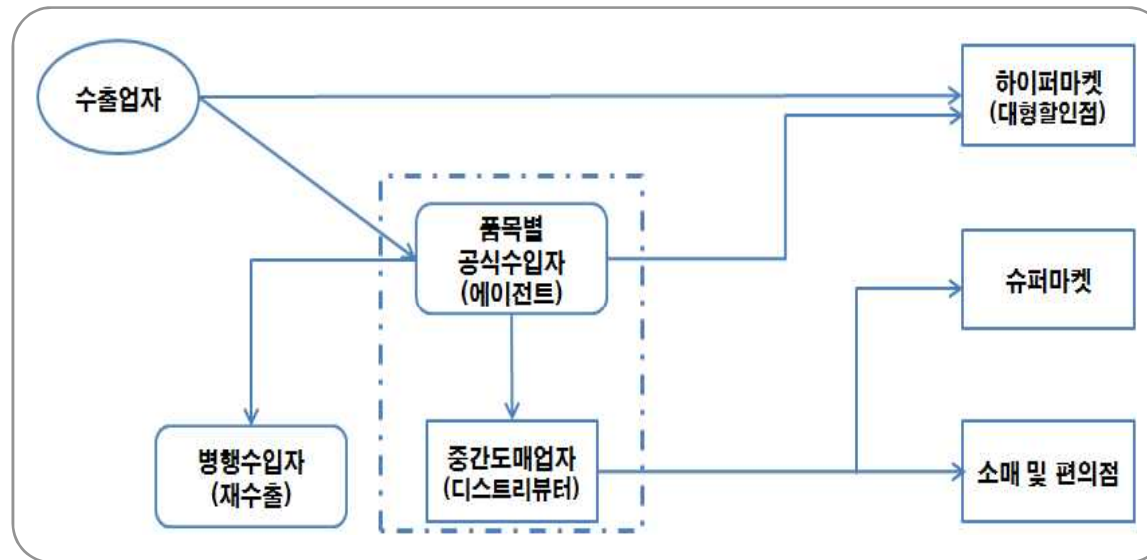 수출업자
하이퍼마켓
(대형할인점)
품목별
공식수입자
(에이전트)
슈퍼마켓
병행수입자
(재수출)
중간도매업자
(디스트리뷰터)
소매 및 편의점